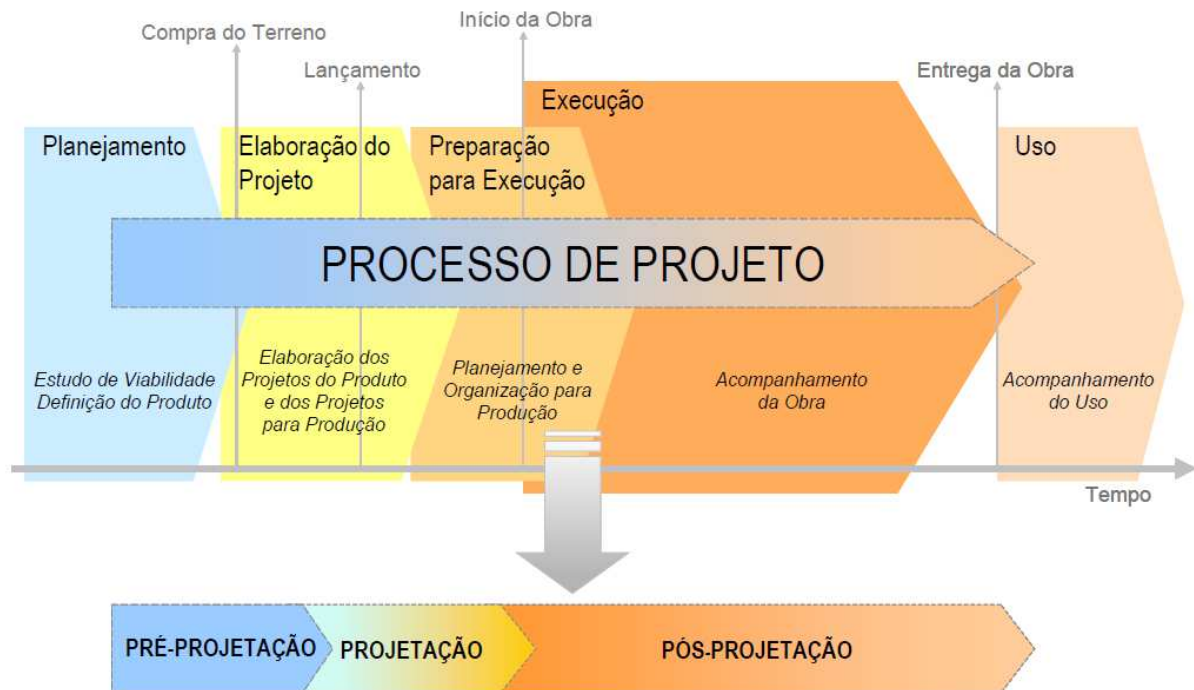 Compra do Terreno
Lançamento
Início da Obra
Entrega da Obra
Planejamento
Elaboração do
Projeto
Preparação
para Execução
Execução
Uso
PROCESSO DE PROJETO
Estudo de Viabilidade
Definição do Produto
Elaboração dos
Projetos do Produto
e dos Projetos
para Produção
Planejamento e
Organização para
Produção
Acompanhamento
da Obra
Acompanhamento
do Uso
Tempo
PRÉ-PROJETAÇÃO
PROJETAÇÃO
PÓS-PROJETAÇÃO